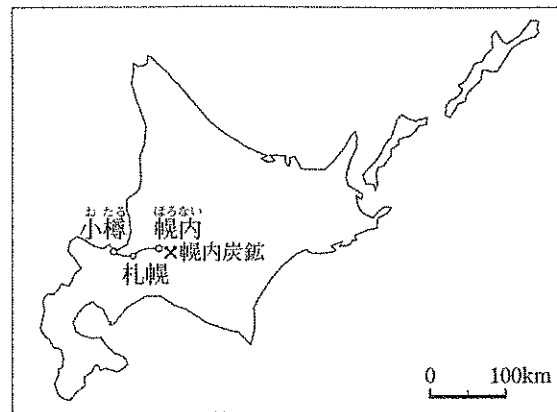 おたる ほろない
小樽 幌内
幌内炭鉱
札幌
0 100km